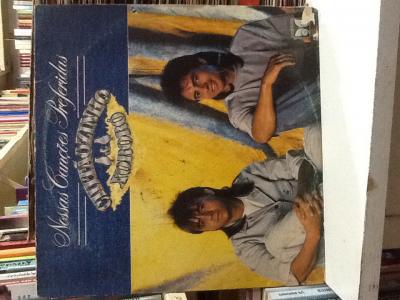 Nossas Canções Preferidas
CHITÃOZINHO
XORORÓ